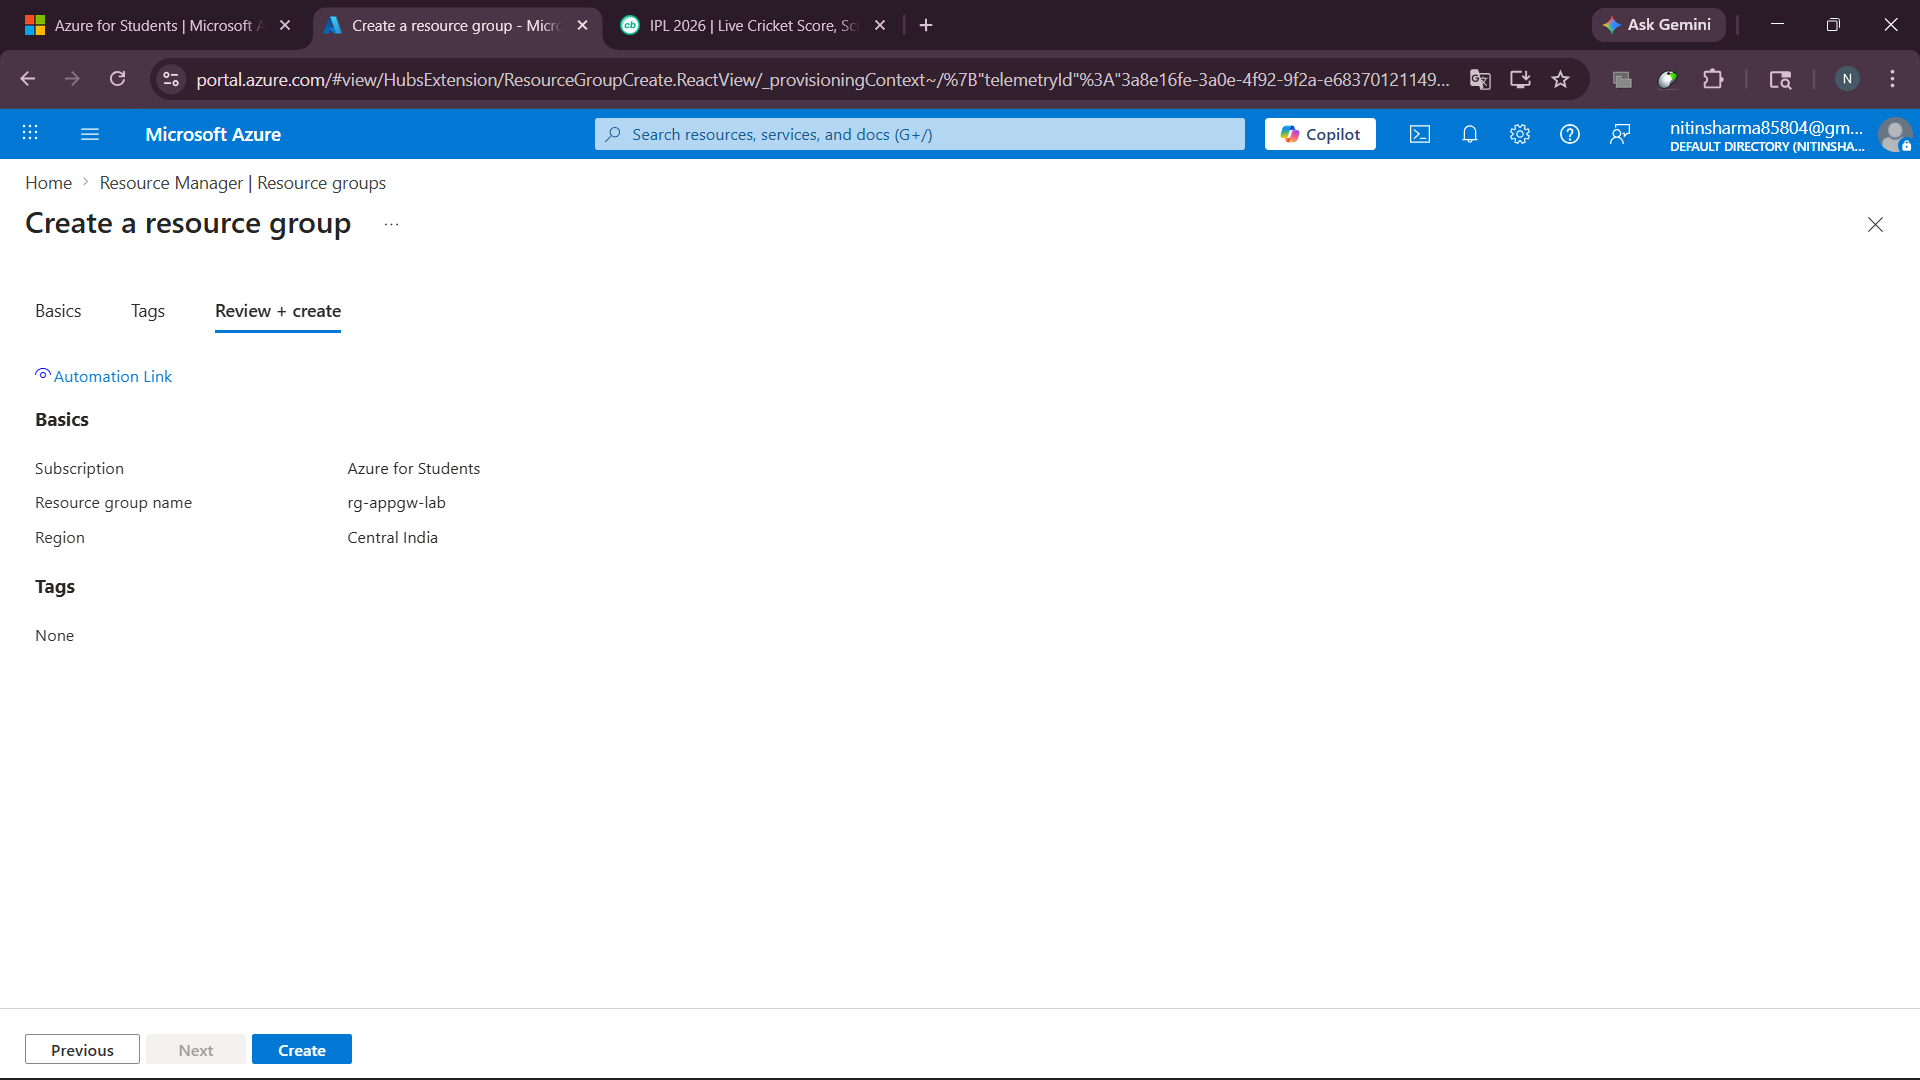 Azure for Students | Microsoft A
Create a resource group - Micro
IPL 2026 | Live Cricket Score, Sc
Ask Gemini
portal.azure.com/#view/HubsExtension/ResourceGroupCreate.ReactView/_provisioningContext~/%7B"telemetryId"%3A"3a8e16fe-3a0e-4f92-9f2a-e68370121149...
N
Microsoft Azure
Search resources, services, and docs (G+/)
Copilot
nitinsharma85804@gm...
DEFAULT DIRECTORY (NITINSHA...
Home
Resource Manager | Resource groups
Create a resource group
...
Basics
Tags
Review + create
Automation Link
Basics
Subscription
Azure for Students
Resource group name
rg-appgw-lab
Region
Central India
Tags
None
Previous
Next
Create